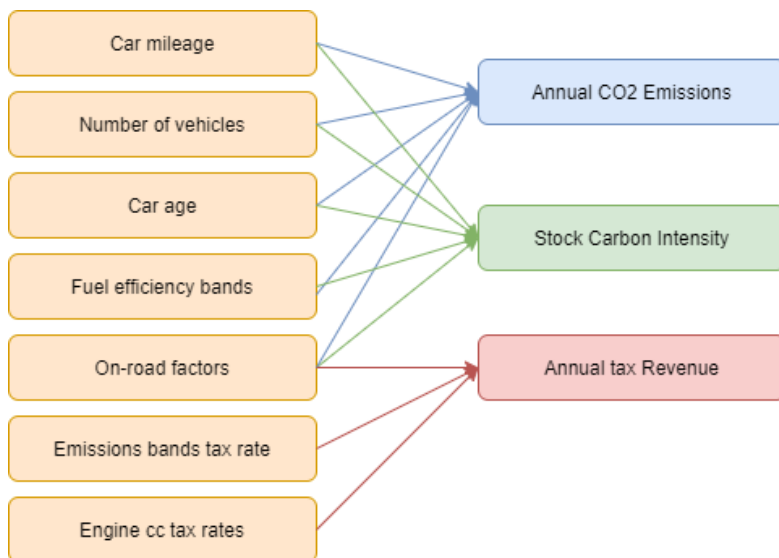 Car mileage
Annual CO2 Emissions
Number of vehicles
Car age
Stock Carbon Intensity
Fuel efficiency bands
On-road factors
Annual tax Revenue
Emissions bands tax rate
Engine cc tax rates